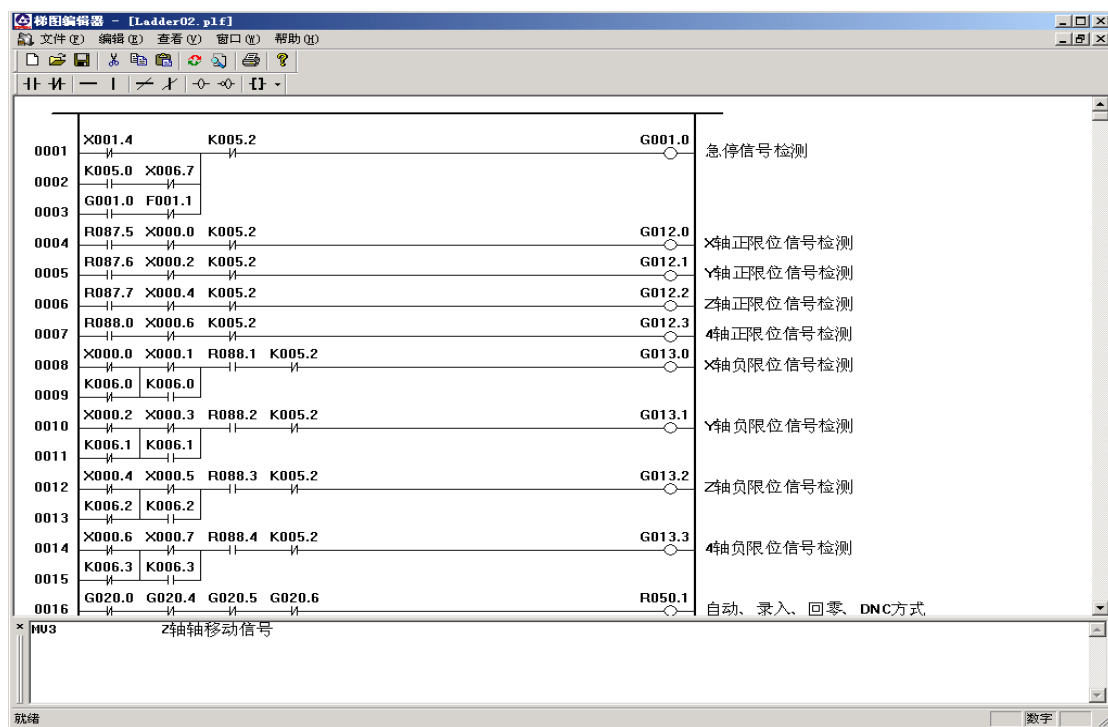 梯图编辑器 - [Ladder02.plf]
文件(F) 编辑(E) 查看(V) 窗口(W) 帮助(H)
X001.4 K005.2 G001.0
0001 急停信号检测
K005.0 X006.7
0002
G001.0 F001.1
0003
R087.5 X000.0 K005.2 G012.0
0004 X轴正限位信号检测
R087.6 X000.2 K005.2 G012.1
0005 Y轴正限位信号检测
R087.7 X000.4 K005.2 G012.2
0006 Z轴正限位信号检测
R088.0 X000.6 K005.2 G012.3
0007 4轴正限位信号检测
X000.0 X000.1 R088.1 K005.2 G013.0
0008 X轴负限位信号检测
K006.0 K006.0
0009
X000.2 X000.3 R088.2 K005.2 G013.1
0010 Y轴负限位信号检测
K006.1 K006.1
0011
X000.4 X000.5 R088.3 K005.2 G013.2
0012 Z轴负限位信号检测
K006.2 K006.2
0013
X000.6 X000.7 R088.4 K005.2 G013.3
0014 4轴负限位信号检测
K006.3 K006.3
0015
G020.0 G020.4 G020.5 G020.6 R050.1
0016 自动、录入、回零、DNC方式
MV3 Z轴轴移动信号
就绪 数字